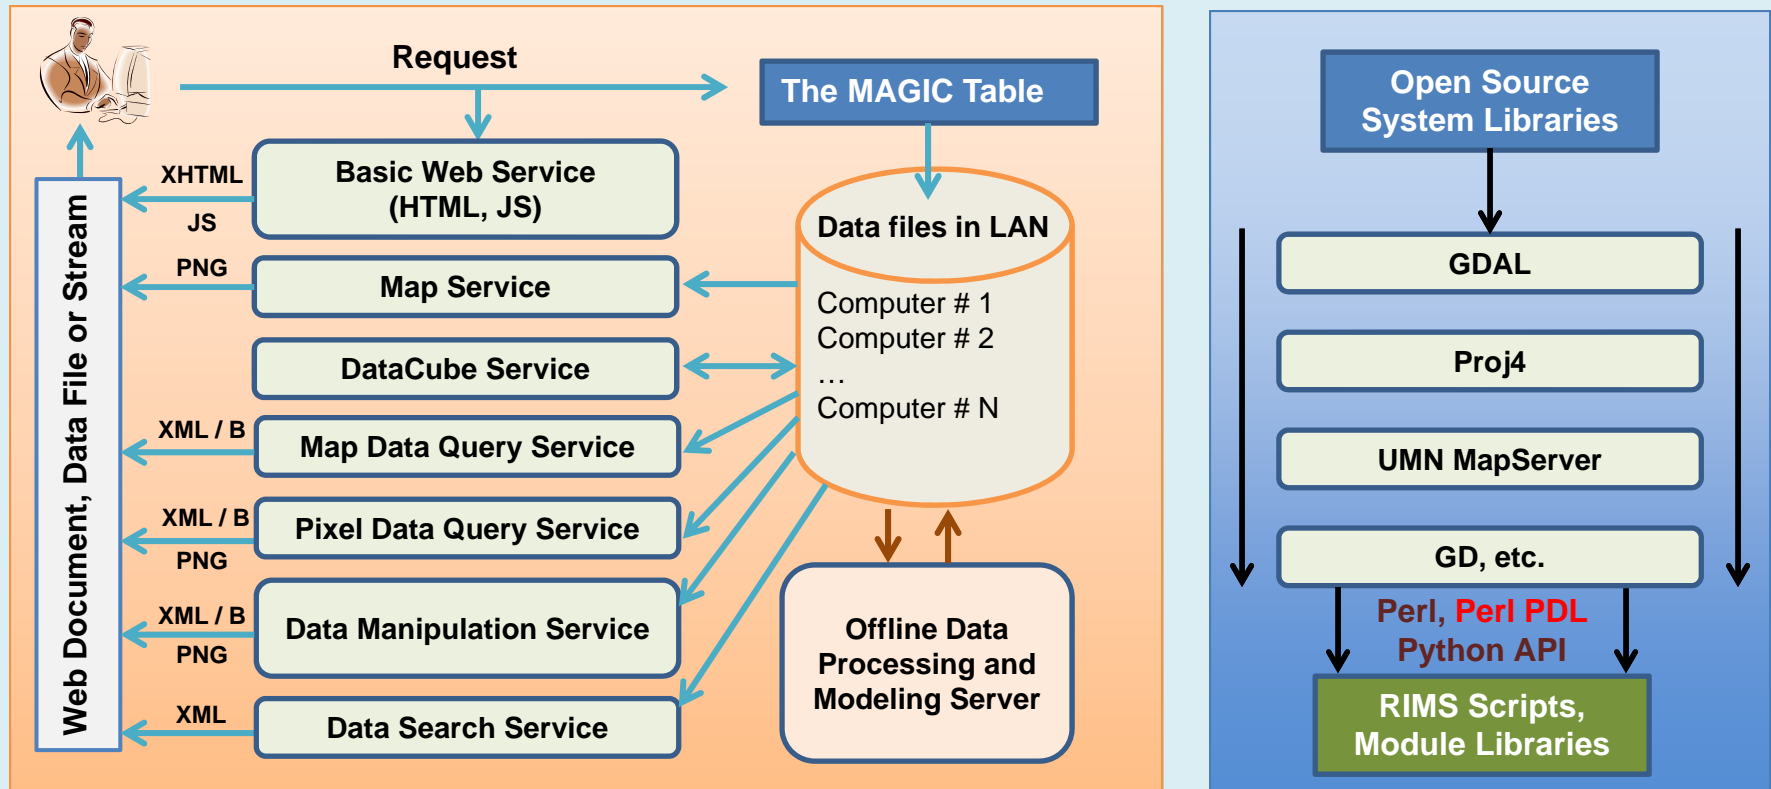 Request
The MAGIC Table
Web Document, Data File or Stream
XHTML
JS
Basic Web Service
(HTML, JS)
PNG
Map Service
DataCube Service
XML / B
Map Data Query Service
XML / B
PNG
Pixel Data Query Service
XML / B
PNG
Data Manipulation Service
XML
Data Search Service
Data files in LAN
Computer # 1
Computer # 2
…
Computer # N
Offline Data
Processing and
Modeling Server
Open Source
System Libraries
GDAL
Proj4
UMN MapServer
GD, etc.
Perl, Perl PDL
Python API
RIMS Scripts,
Module Libraries